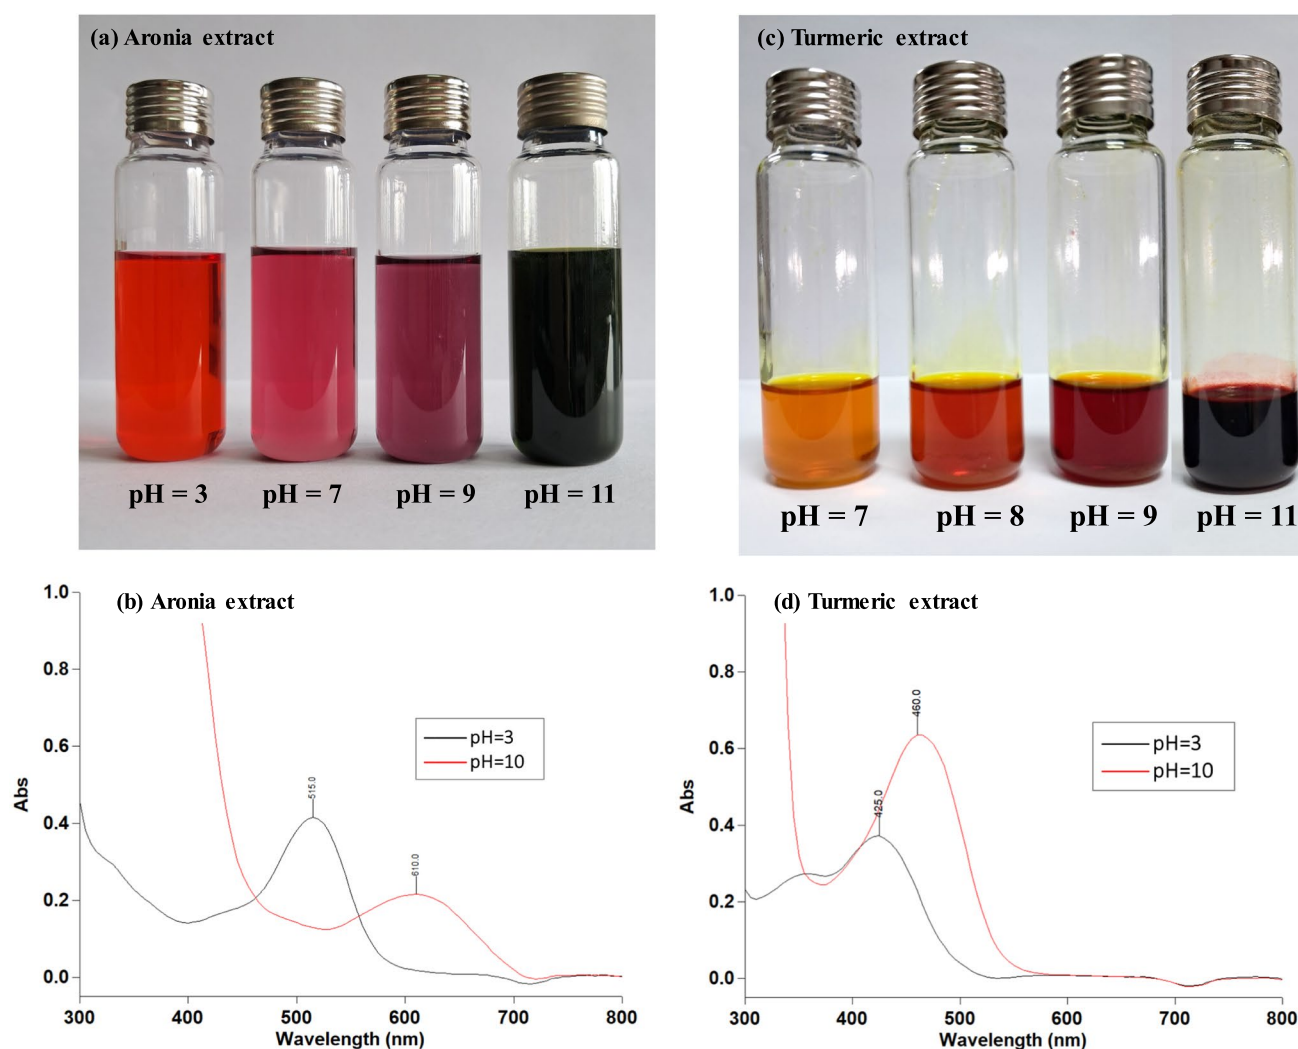 (a) Aronia extract
pH = 3
pH = 7
pH = 9
pH = 11
(c) Turmeric extract
pH = 7
pH = 8
pH = 9
pH = 11
(b) Aronia extract
1.0
0.8
0.6
0.4
0.2
0.0
Abs
515.0
610.0
pH=3
pH=10
300
400
500
600
700
800
Wavelength (nm)
(d) Turmeric extract
1.0
0.8
0.6
0.4
0.2
0.0
Abs
425.0
460.0
pH=3
pH=10
300
400
500
600
700
800
Wavelength (nm)